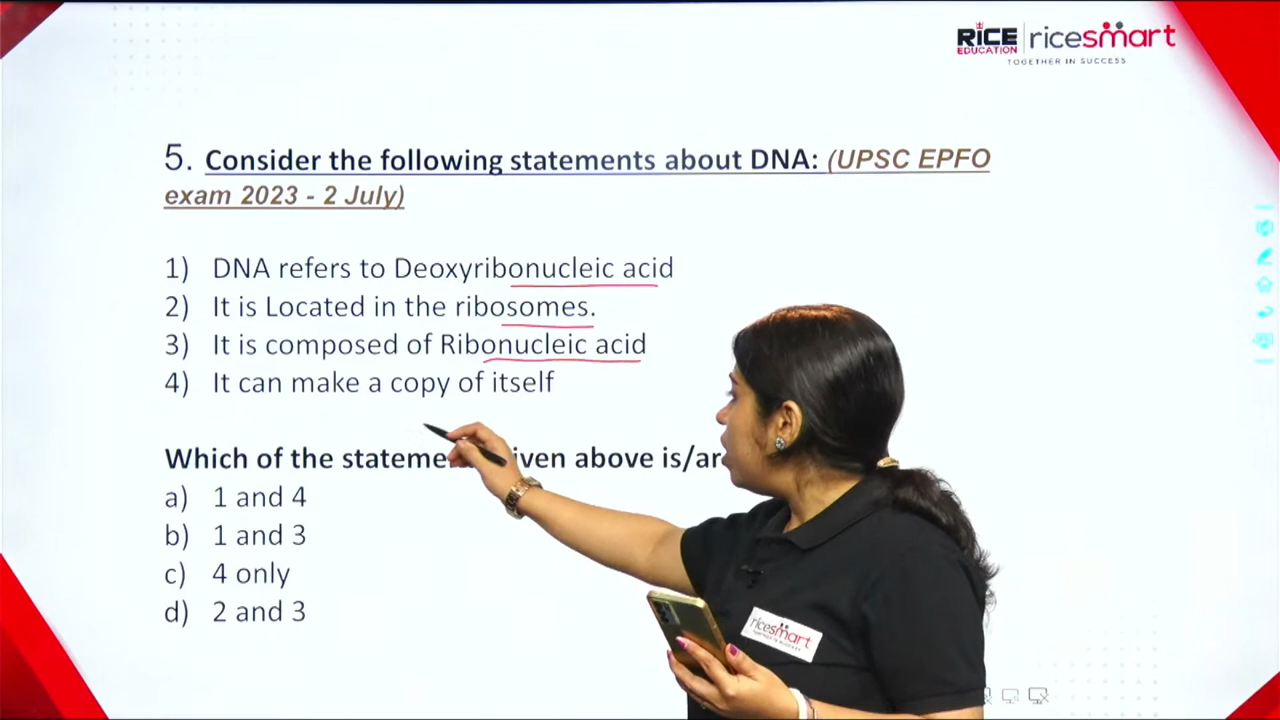 RICE EDUCATION ricesmart
TOGETHER IN SUCCESS
5. Consider the following statements about DNA: (UPSC EPFO
exam 2023 - 2 July)
1) DNA refers to Deoxyribonucleic acid
2) It is Located in the ribosomes.
3) It is composed of Ribonucleic acid
4) It can make a copy of itself
Which of the above is/
a) 1 and 4
b) 1 and 3
c) 4 only
d) 2 and 3
ricesmart
TOGETHER IN SUCCESS